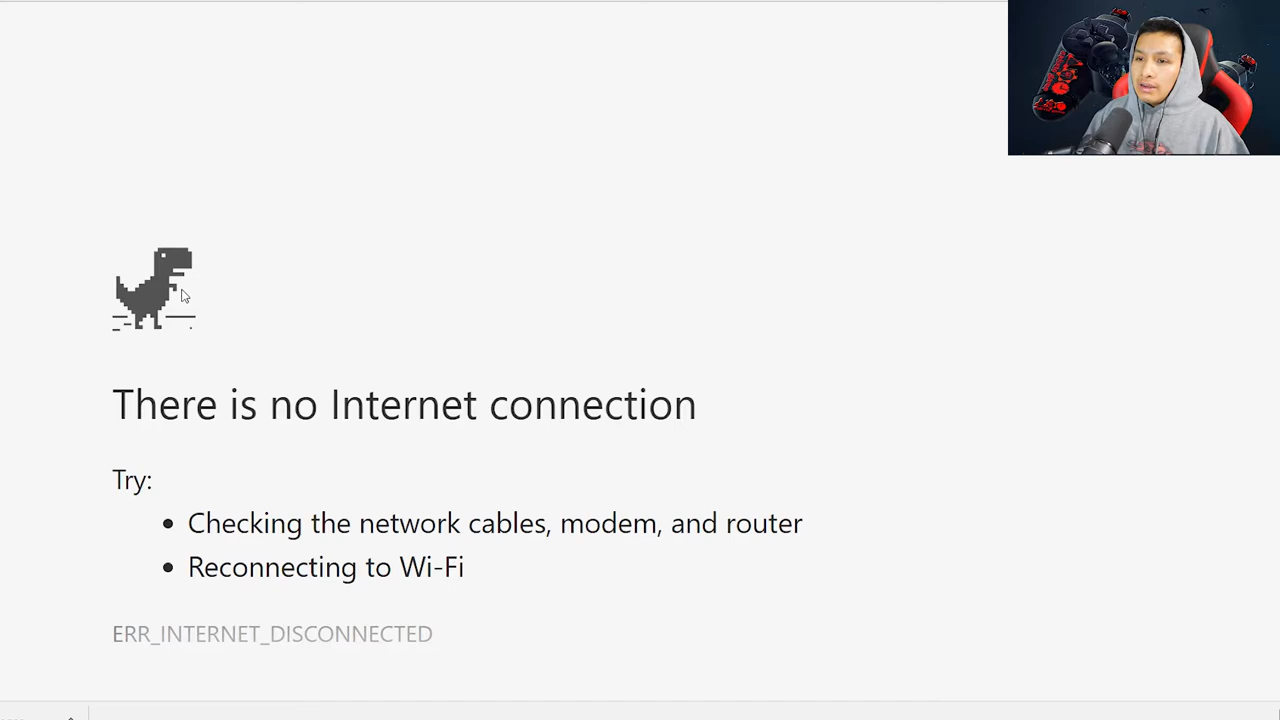 There is no Internet connection
Try:
Checking the network cables, modem, and router
Reconnecting to Wi-Fi
ERR_INTERNET_DISCONNECTED